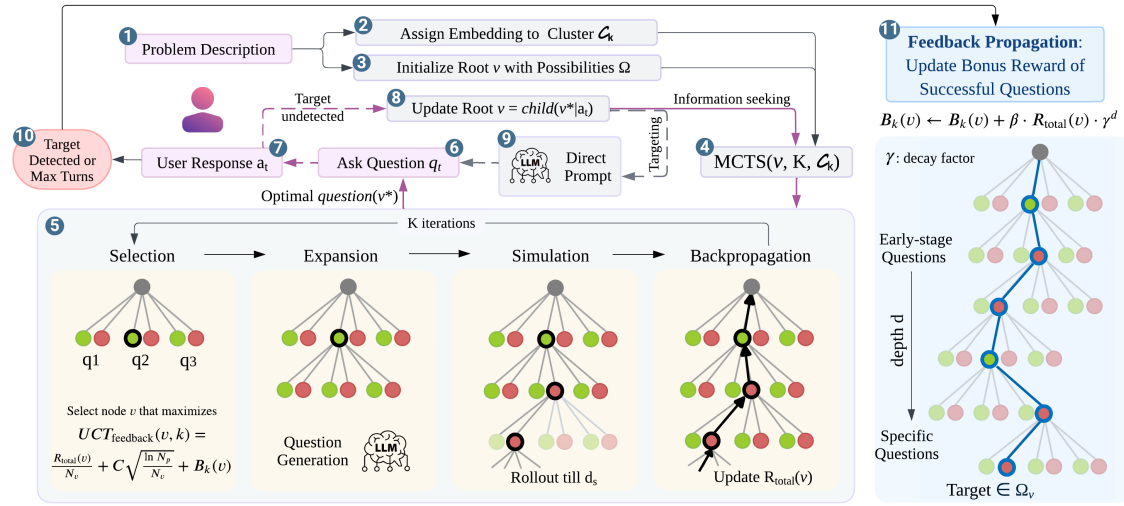 1
Problem Description
2
Assign Embedding to Cluster 𝒞k
3
Initialize Root v with Possibilities Ω
11
Feedback Propagation:
Update Bonus Reward of
Successful Questions
Bk(v) ← Bk(v) + β · Rtotal(v) · γ^d
10
Target
Detected or
Max Turns
Target
undetected
8
Update Root v = child(v*|at)
Information seeking
7
User Response at
6
Ask Question qt
9
LLM
Direct
Prompt
Targeting
4
MCTS(v, K, 𝒞k)
Optimal question(v*)
5
K iterations
Selection
Expansion
Simulation
Backpropagation
q1
q2
q3
Select node v that maximizes
UCTfeedback(v, k) =
Rtotal(v)/Nv + C√(ln Np/Nv) + Bk(v)
Question
Generation
LLM
Rollout till ds
Update Rtotal(v)
γ: decay factor
Early-stage
Questions
depth d
Specific
Questions
Target ∈ Ωv